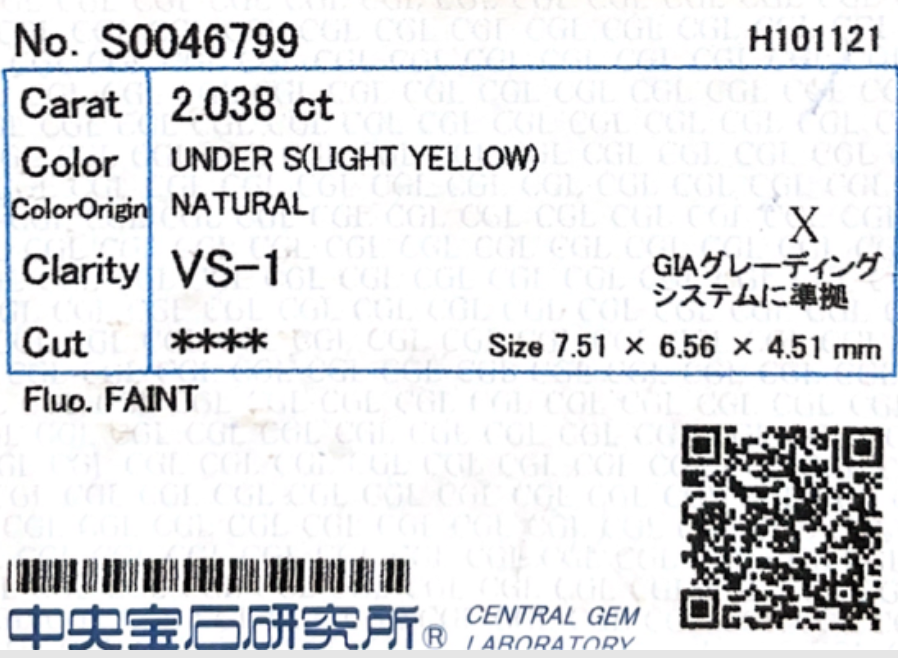 No. S0046799 H101121
Carat 2.038 ct
Color UNDER S(LIGHT YELLOW)
ColorOrigin NATURAL
X
Clarity VS-1 GIAグレーディング
システムに準拠
Cut **** Size 7.51 × 6.56 × 4.51 mm
Fluo. FAINT
中央宝石研究所® CENTRAL GEM
LABORATORY